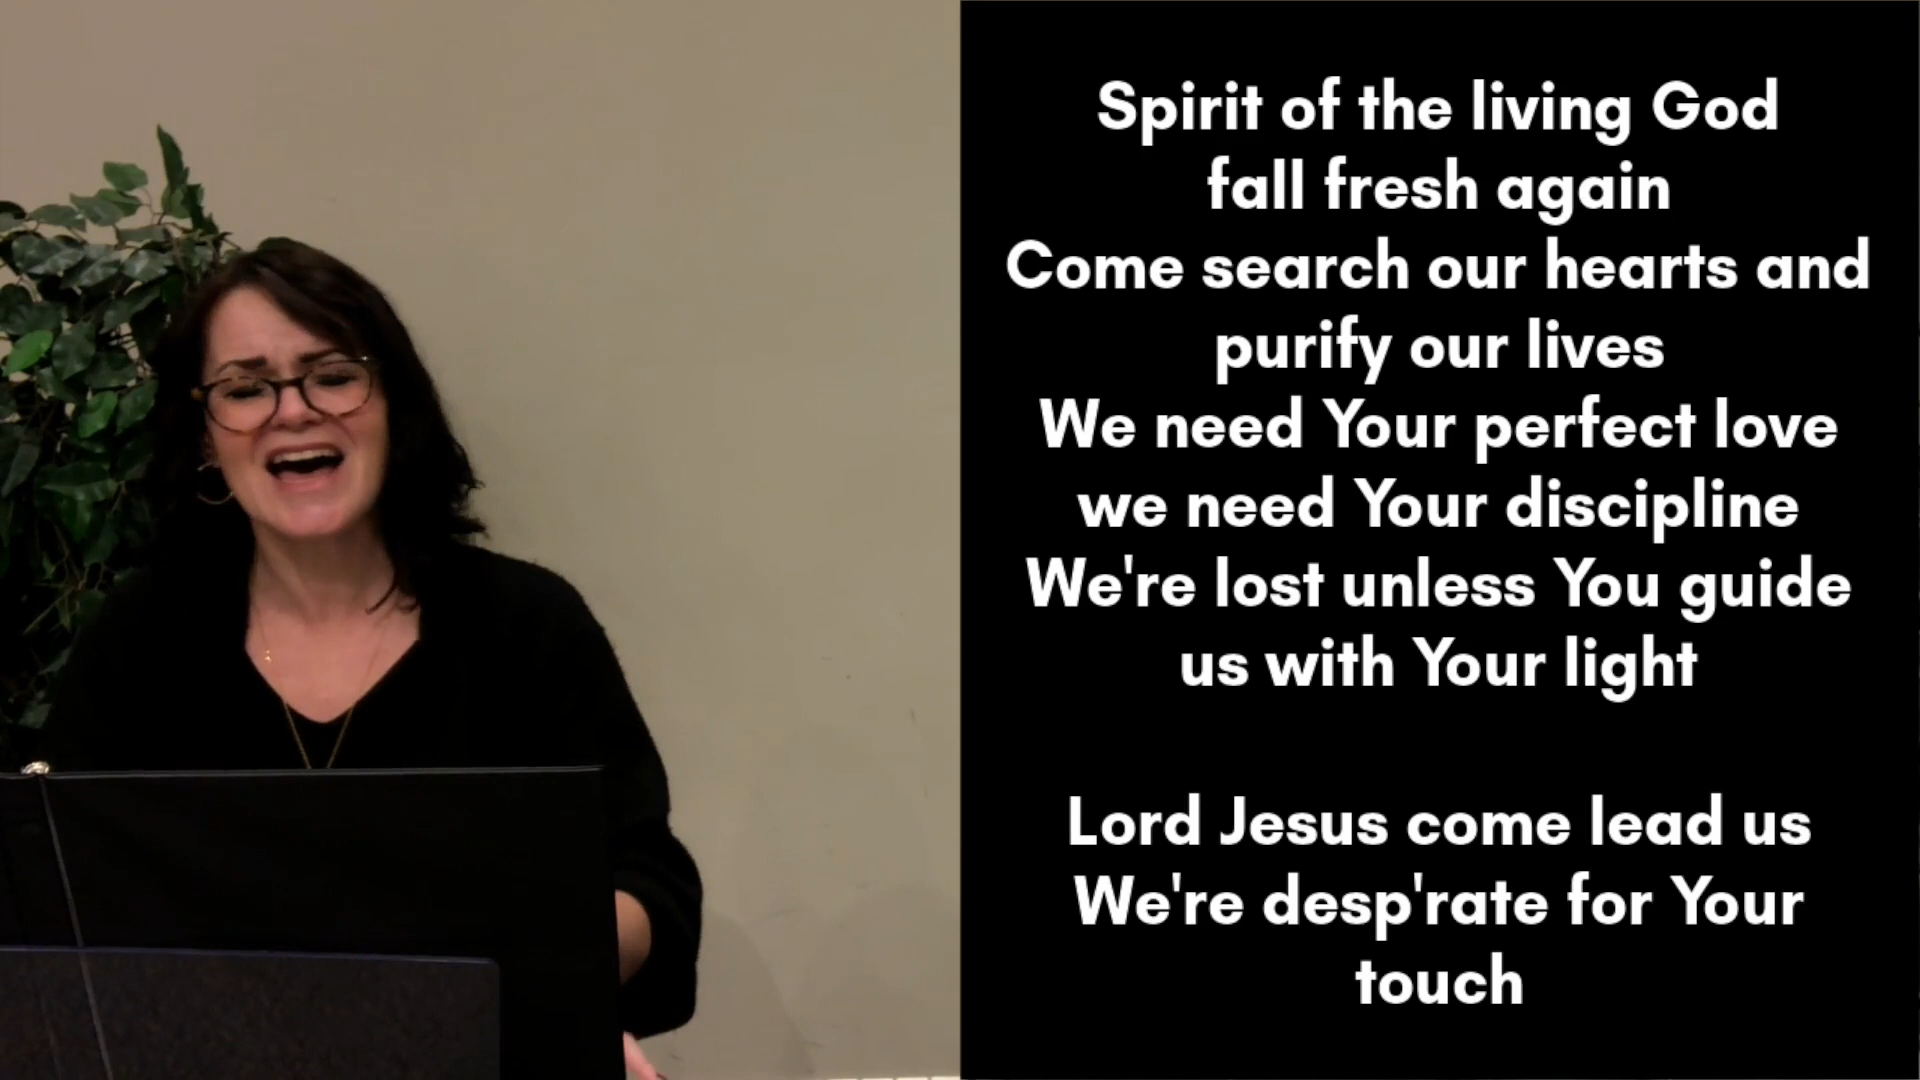 Spirit of the living God
fall fresh again
Come search our hearts and
purify our lives
We need Your perfect love
we need Your discipline
We're lost unless You guide
us with Your light
Lord Jesus come lead us
We're desp'rate for Your
touch